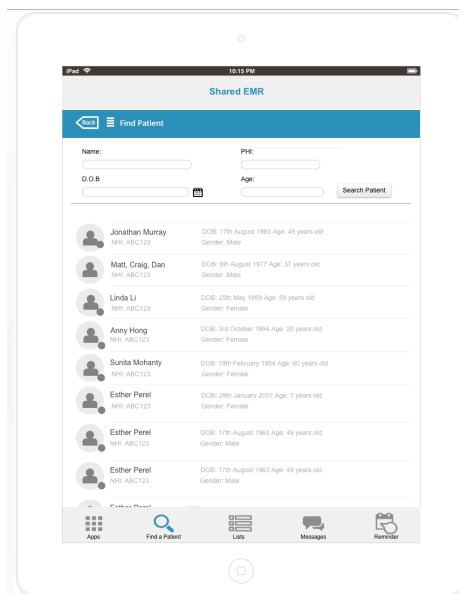 iPad 10:15 PM
Shared EMR
Back Find Patient
Name: PHI:
D.O.B Age:
Search Patient
Jonathan Murray DOB: 17th August 1963 Age: 49 years old
NHI: ABC123 Gender: Male
Matt, Craig, Dan DOB: 6th August 1977 Age: 37 years old
NHI: ABC123 Gender: Male
Linda Li DOB: 25th May 1959 Age: 55 years old
NHI: ABC123 Gender: Female
Anny Hong DOB: 3rd October 1994 Age: 20 years old
NHI: ABC123 Gender: Female
Sunita Mohanty DOB: 19th February 1954 Age: 60 years old
NHI: ABC123 Gender: Female
Esther Perel DOB: 29th January 2007 Age: 7 years old
NHI: ABC123 Gender: Female
Esther Perel DOB: 17th August 1963 Age: 49 years old
NHI: ABC123 Gender: Male
Esther Perel DOB: 17th August 1963 Age: 49 years old
NHI: ABC123 Gender: Male
Esther Perel
Apps Find a Patient Lists Messages Reminder